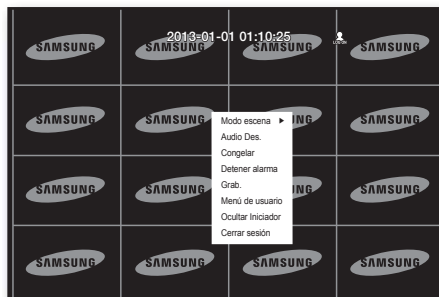 2013-01-01 01:10:25
SAMSUNG SAMSUNG SAMSUNG SAMSUNG
SAMSUNG SAMSUNG SAMSUNG SAMSUNG
Modo escena
Audio Des.
Congelar
Detener alarma
Grab.
Menú de usuario
Ocultar Iniciador
Cerrar sesión
SAMSUNG SAMSUNG SAMSUNG SAMSUNG
SAMSUNG SAMSUNG SAMSUNG SAMSUNG